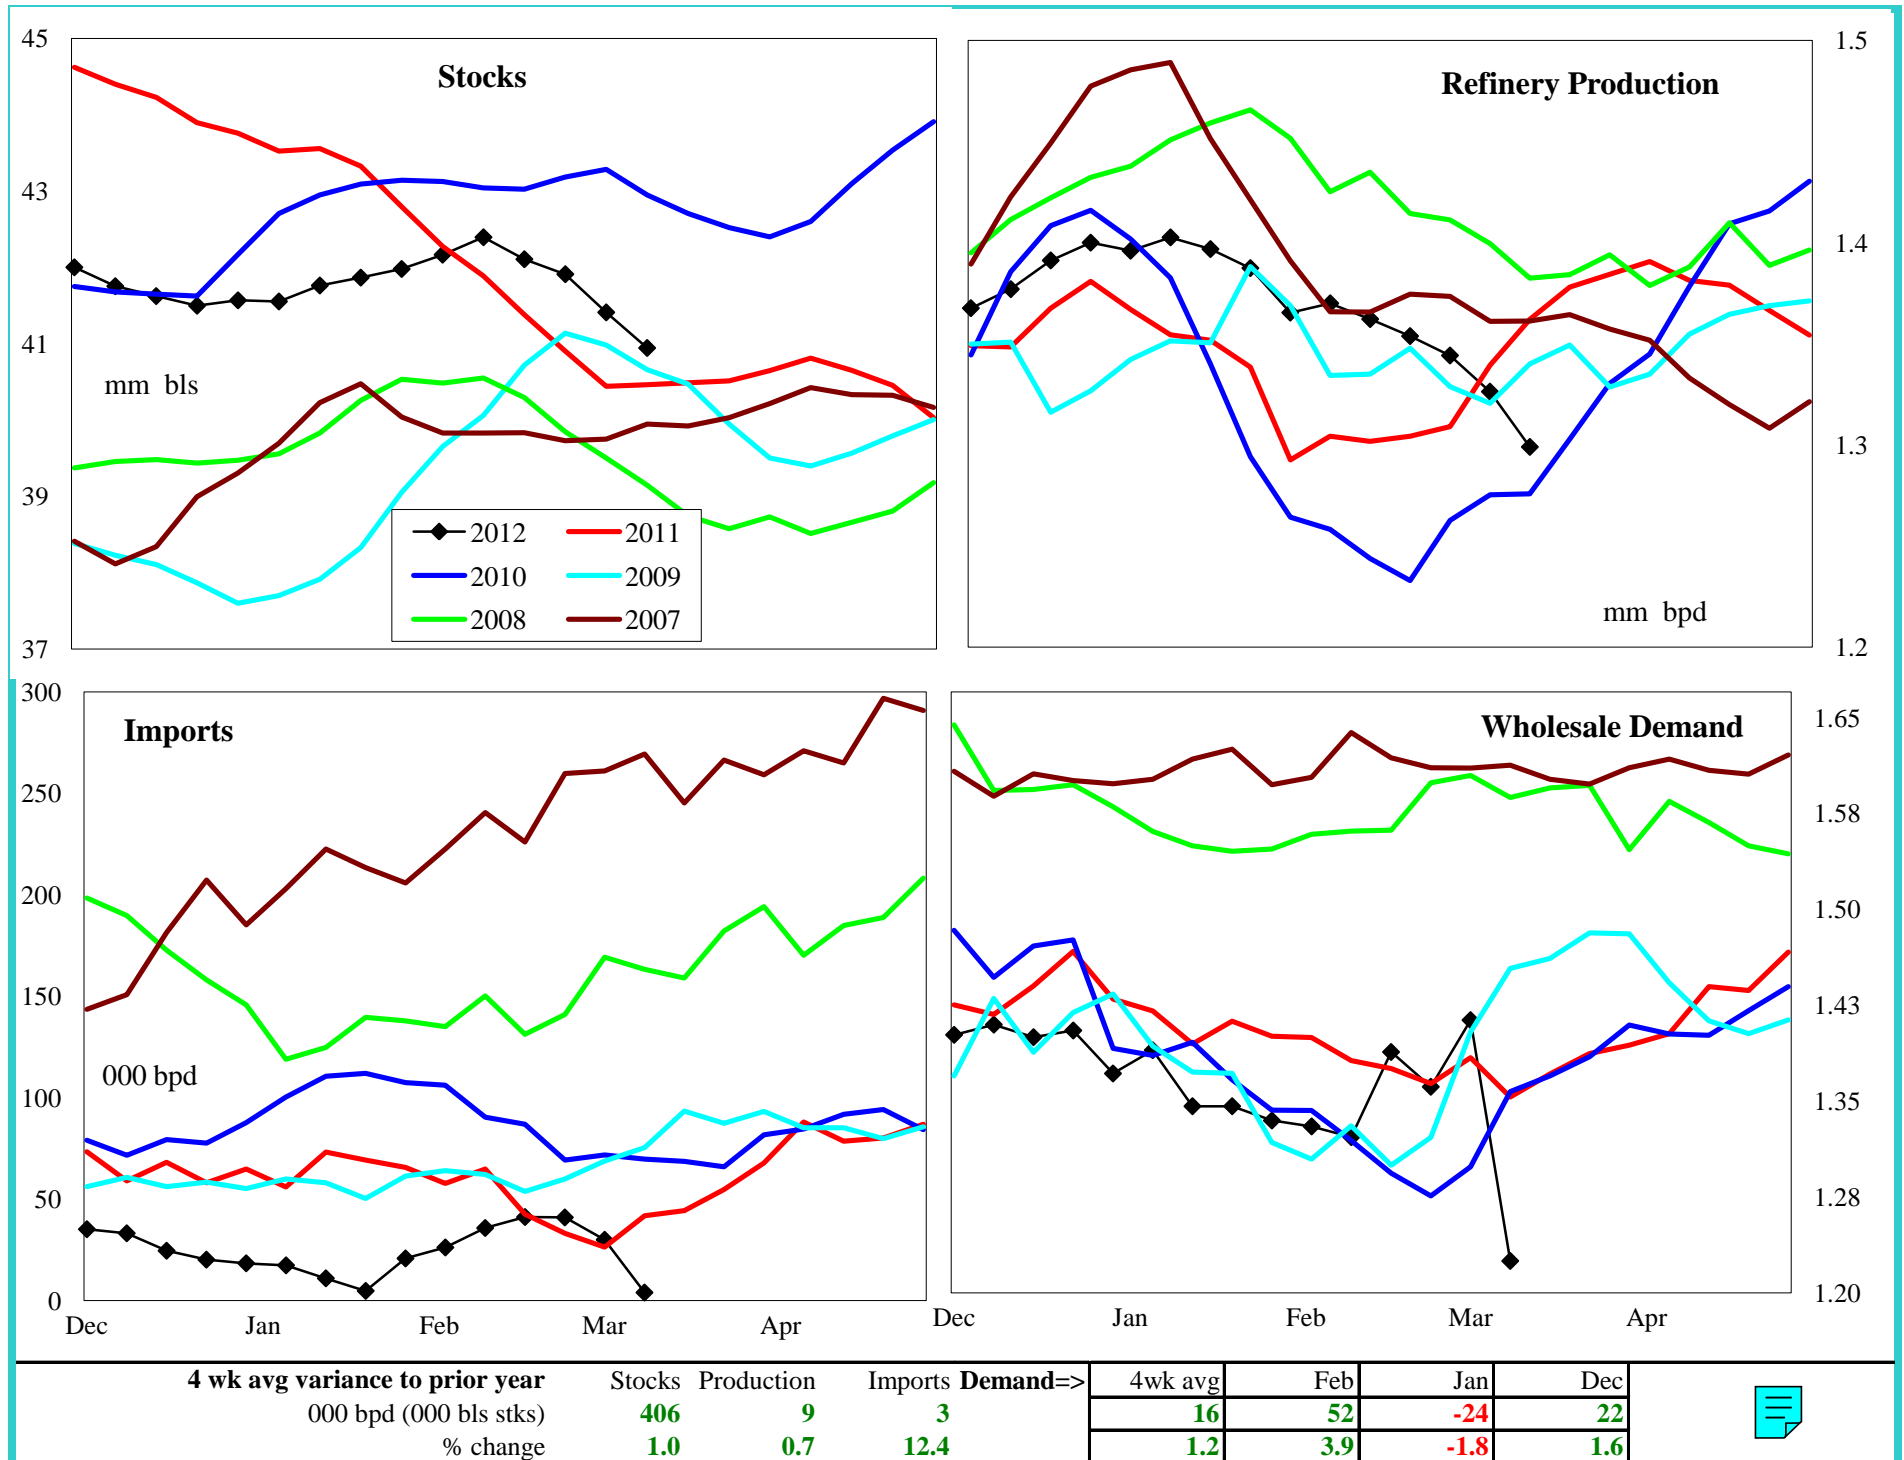 Stocks
45
43
41
39
37
mm bls
2012
2011
2010
2009
2008
2007
Refinery Production
1.5
1.4
1.3
1.2
mm bpd
Imports
300
250
200
150
100
50
0
000 bpd
Dec Jan Feb Mar Apr
Wholesale Demand
1.65
1.58
1.50
1.43
1.35
1.28
1.20
Dec Jan Feb Mar Apr
4 wk avg variance to prior year Stocks Production Imports Demand=> 4wk avg Feb Jan Dec
000 bpd (000 bls stks) 406 9 3 16 52 -24 22
% change 1.0 0.7 12.4 1.2 3.9 -1.8 1.6